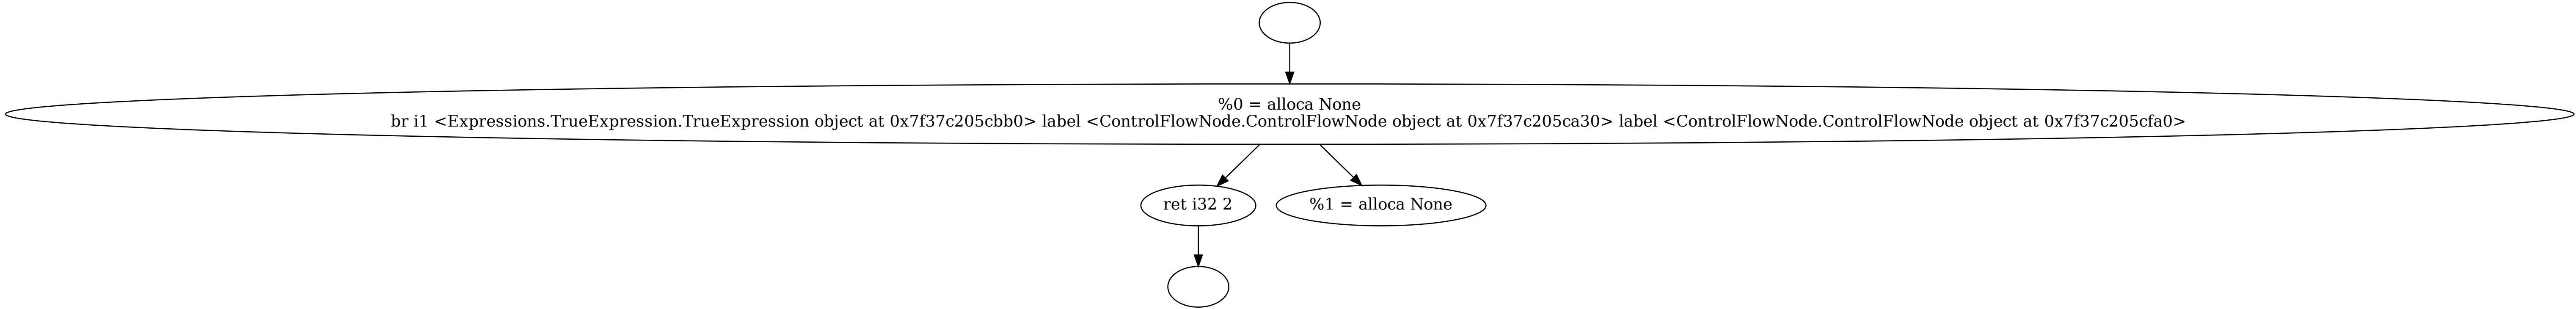 %0 = alloca None
br i1 <Expressions.TrueExpression.TrueExpression object at 0x7f37c205cbb0> label <ControlFlowNode.ControlFlowNode object at 0x7f37c205ca30> label <ControlFlowNode.ControlFlowNode object at 0x7f37c205cfa0>
ret i32 2
%1 = alloca None